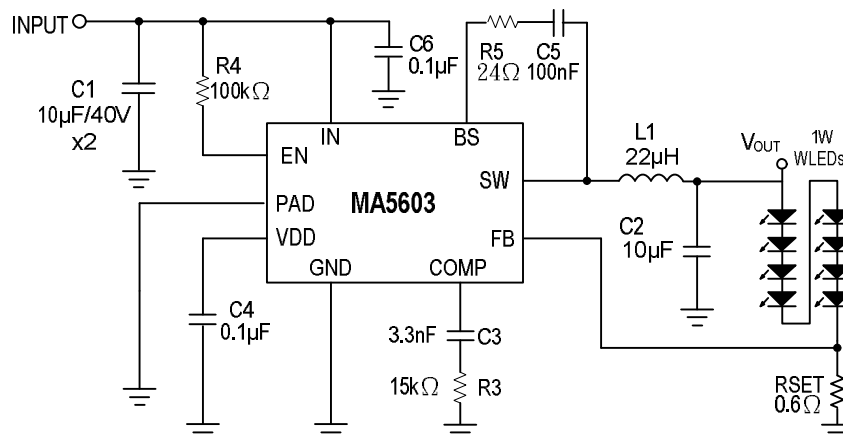 INPUT
C6
0.1µF
R5
24Ω
C5
100nF
R4
100kΩ
C1
10µF/40V
x2
IN
BS
EN
L1
22µH
VOUT
1W
WLEDs
SW
PAD
MA5603
VDD
FB
C2
10µF
GND
COMP
C4
0.1µF
3.3nF
C3
15kΩ
R3
RSET
0.6Ω